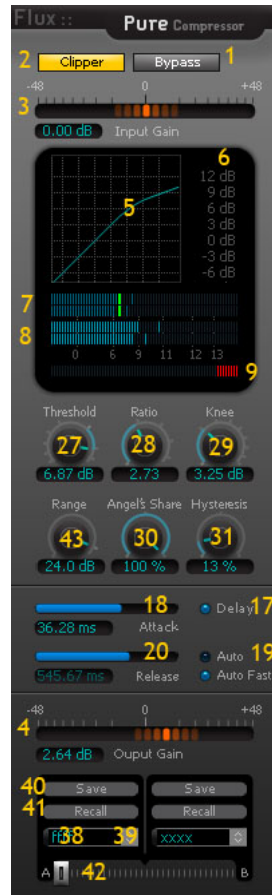 Flux :: Pure Compressor
2 Clipper Bypass 1
-48 0 +48
3
0.00 dB Input Gain
6
12 dB
9 dB
5 6 dB
3 dB
0 dB
-3 dB
-6 dB
7
8
0 6 9 11 12 13
9
Threshold Ratio Knee
27 28 29
6.87 dB 2.73 3.25 dB
Range Angel's Share Hysteresis
43 30 31
24.0 dB 100 % 13 %
18 Delay 17
36.28 ms Attack
20 Auto 19
545.67 ms Release Auto Fast
-48 0 +48
4
2.64 dB Ouput Gain
40 Save Save
41 Recall Recall
38 39 xxxx
A 42 B